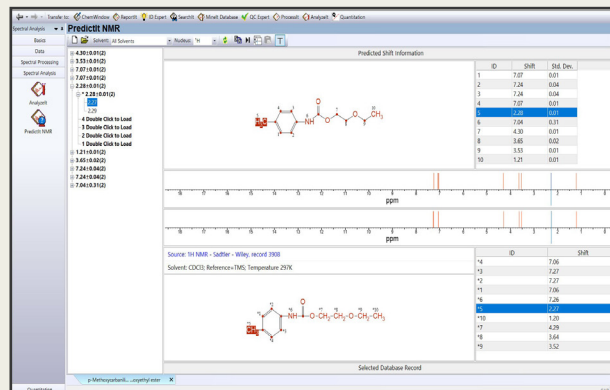 Transfer to: ChemWindow ReportIt ID Expert SearchIt Minelt Database QC Expert ProcessIt AnalyzeIt Quantitation
Spectral Analysis PredictIt NMR
Basics
Data
Spectral Processing
Spectral Analysis
AnalyzeIt
Predictit NMR
Solvent: All Solvents Nucleus: ¹H T
4.30±0.01(2)
3.53±0.01(2)
7.07±0.01(2)
7.07±0.01(2)
2.28±0.01(2)
* 2.28±0.01(2)
2.27
2.29
4 Double Click to Load
3 Double Click to Load
2 Double Click to Load
1 Double Click to Load
1.21±0.01(2)
3.65±0.02(2)
7.24±0.04(2)
7.24±0.04(2)
7.04±0.31(2)
Predicted Shift Information
NH O O O CH₃
ID Shift Std. Dev.
1 7.07 0.01
2 7.24 0.04
3 7.24 0.04
4 7.07 0.01
5 2.28 0.01
6 7.04 0.31
7 4.30 0.01
8 3.65 0.02
9 3.53 0.01
10 1.21 0.01
ppm
ppm
Source: 1H NMR - Sadtler - Wiley, record 3908
Solvent: CDCl3; Reference=TMS; Temperature 297K
NH-C-O-CH₂-CH₂-O-CH₂-CH₃
ID Shift
*4 7.06
*3 7.27
*2 7.27
*1 7.06
*6 7.26
*5 2.27
*10 1.20
*7 4.29
*8 3.64
*9 3.52
Selected Database Record
p-Methoxycarbanil... ...oxyethyl ester X
Quantitation